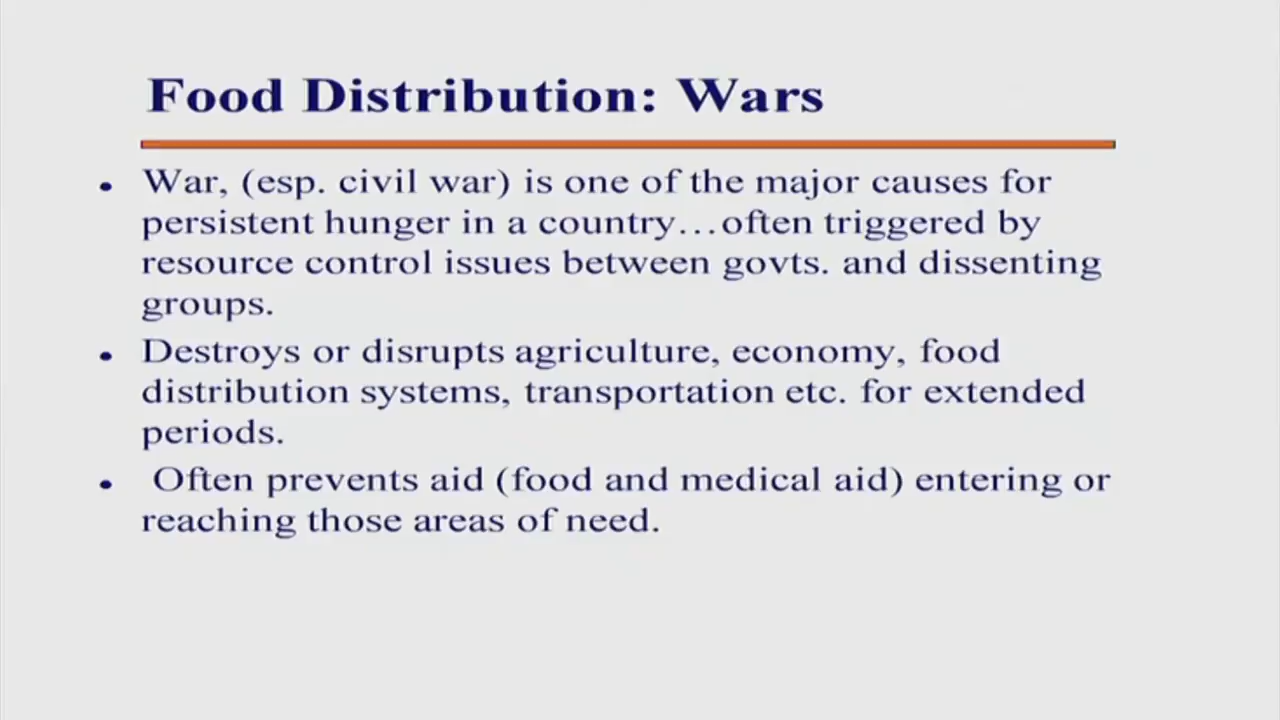 Food Distribution: Wars
• War, (esp. civil war) is one of the major causes for
persistent hunger in a country…often triggered by
resource control issues between govts. and dissenting
groups.
• Destroys or disrupts agriculture, economy, food
distribution systems, transportation etc. for extended
periods.
• Often prevents aid (food and medical aid) entering or
reaching those areas of need.